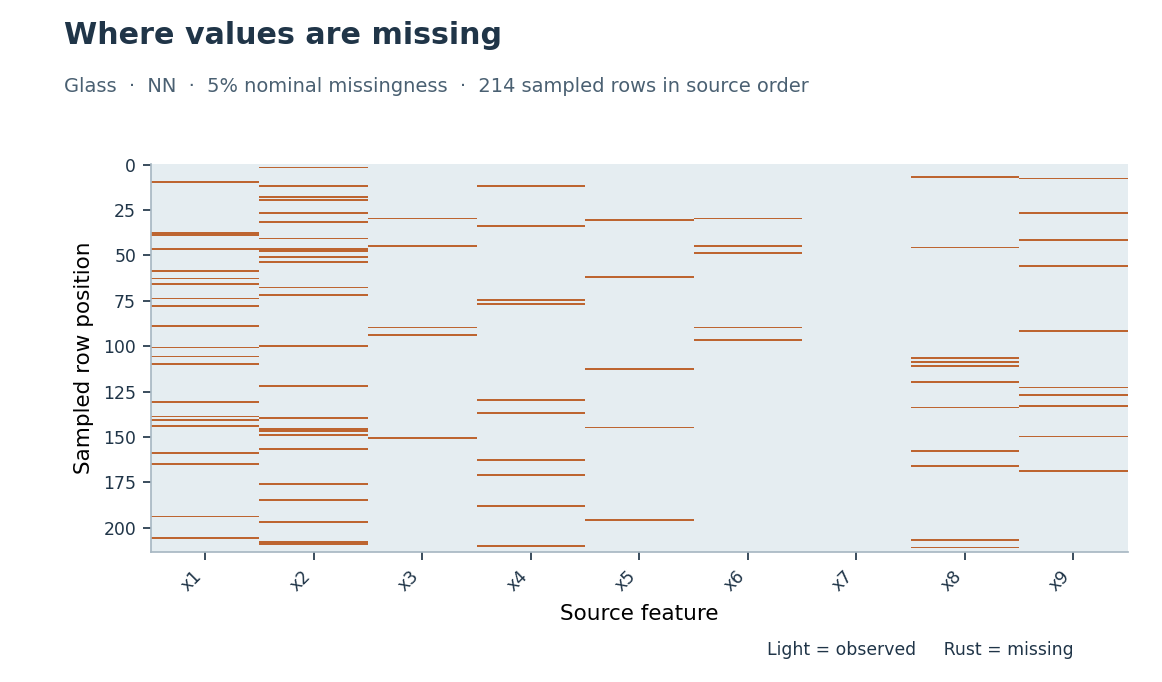 Where values are missing
Glass · NN · 5% nominal missingness · 214 sampled rows in source order
0
25
50
75
100
125
150
175
200
Sampled row position
x1 x2 x3 x4 x5 x6 x7 x8 x9
Source feature
Light = observed Rust = missing